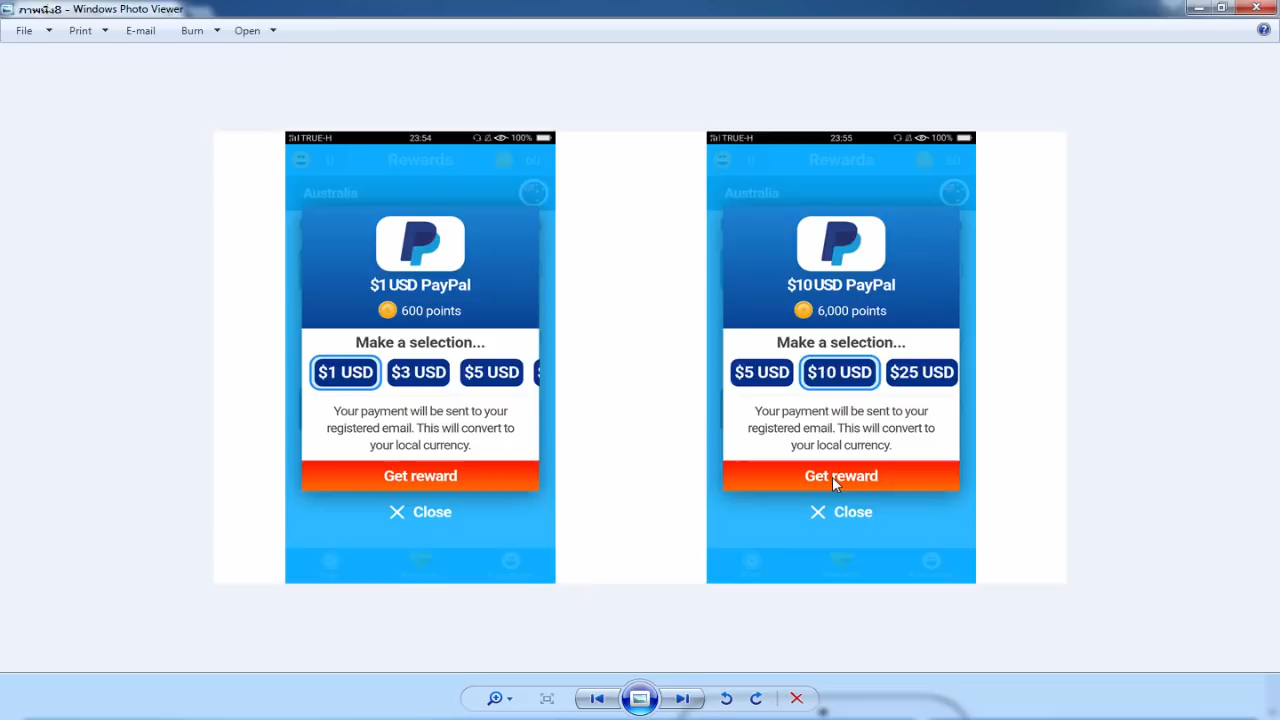 ภาพนิ่ง8 - Windows Photo Viewer
File Print E-mail Burn Open
TRUE-H 23:54 100%
Rewards
Australia
$1 USD PayPal
600 points
Make a selection...
$1 USD $3 USD $5 USD
Your payment will be sent to your
registered email. This will convert to
your local currency.
Get reward
Close
TRUE-H 23:55 100%
Rewards
Australia
$10 USD PayPal
6,000 points
Make a selection...
$5 USD $10 USD $25 USD
Your payment will be sent to your
registered email. This will convert to
your local currency.
Get reward
Close